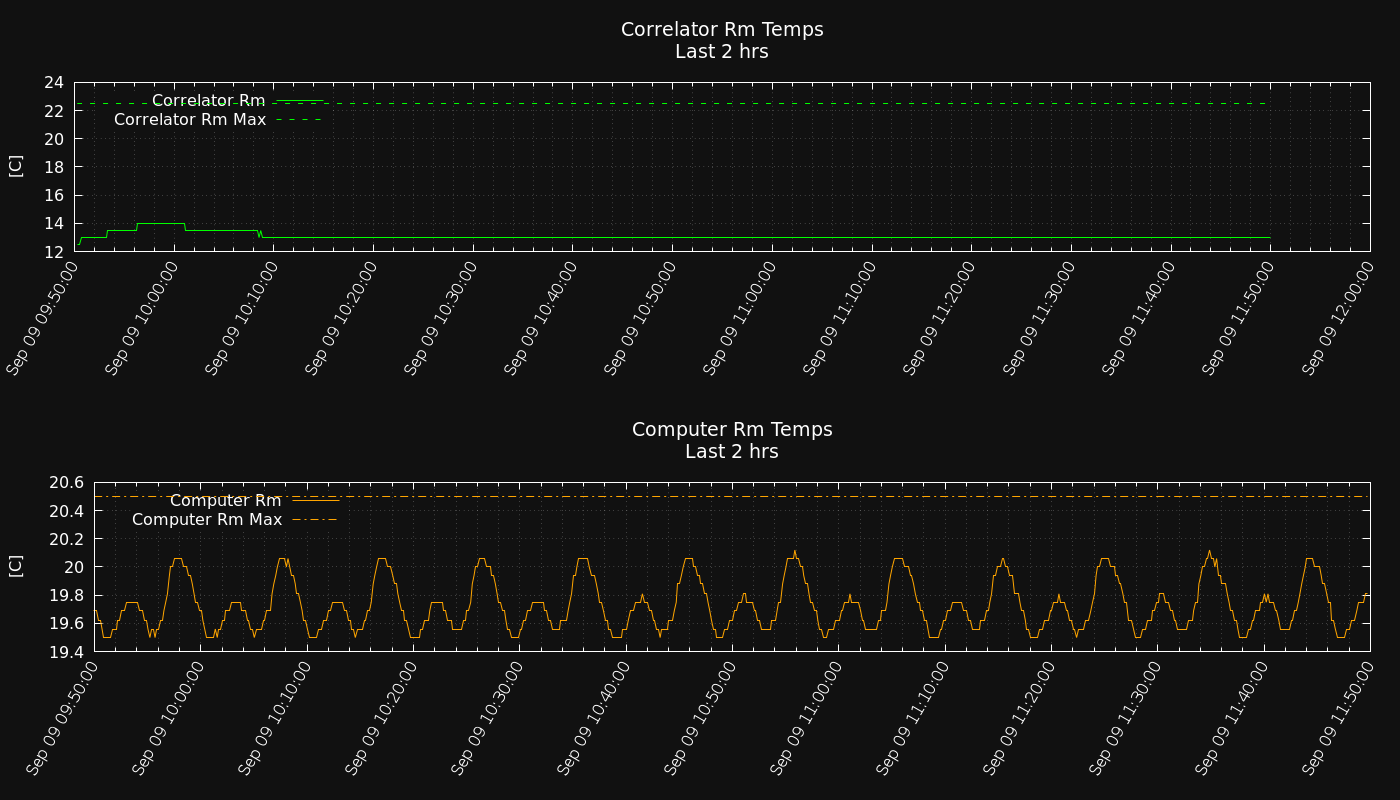 Correlator Rm Temps
Last 2 hrs
24
22
20
18
16
14
12
[C]
Correlator Rm
Correlator Rm Max
Sep 09 09:50:00
Sep 09 10:00:00
Sep 09 10:10:00
Sep 09 10:20:00
Sep 09 10:30:00
Sep 09 10:40:00
Sep 09 10:50:00
Sep 09 11:00:00
Sep 09 11:10:00
Sep 09 11:20:00
Sep 09 11:30:00
Sep 09 11:40:00
Sep 09 11:50:00
Sep 09 12:00:00
Computer Rm Temps
Last 2 hrs
20.6
20.4
20.2
20
19.8
19.6
19.4
[C]
Computer Rm
Computer Rm Max
Sep 09 09:50:00
Sep 09 10:00:00
Sep 09 10:10:00
Sep 09 10:20:00
Sep 09 10:30:00
Sep 09 10:40:00
Sep 09 10:50:00
Sep 09 11:00:00
Sep 09 11:10:00
Sep 09 11:20:00
Sep 09 11:30:00
Sep 09 11:40:00
Sep 09 11:50:00